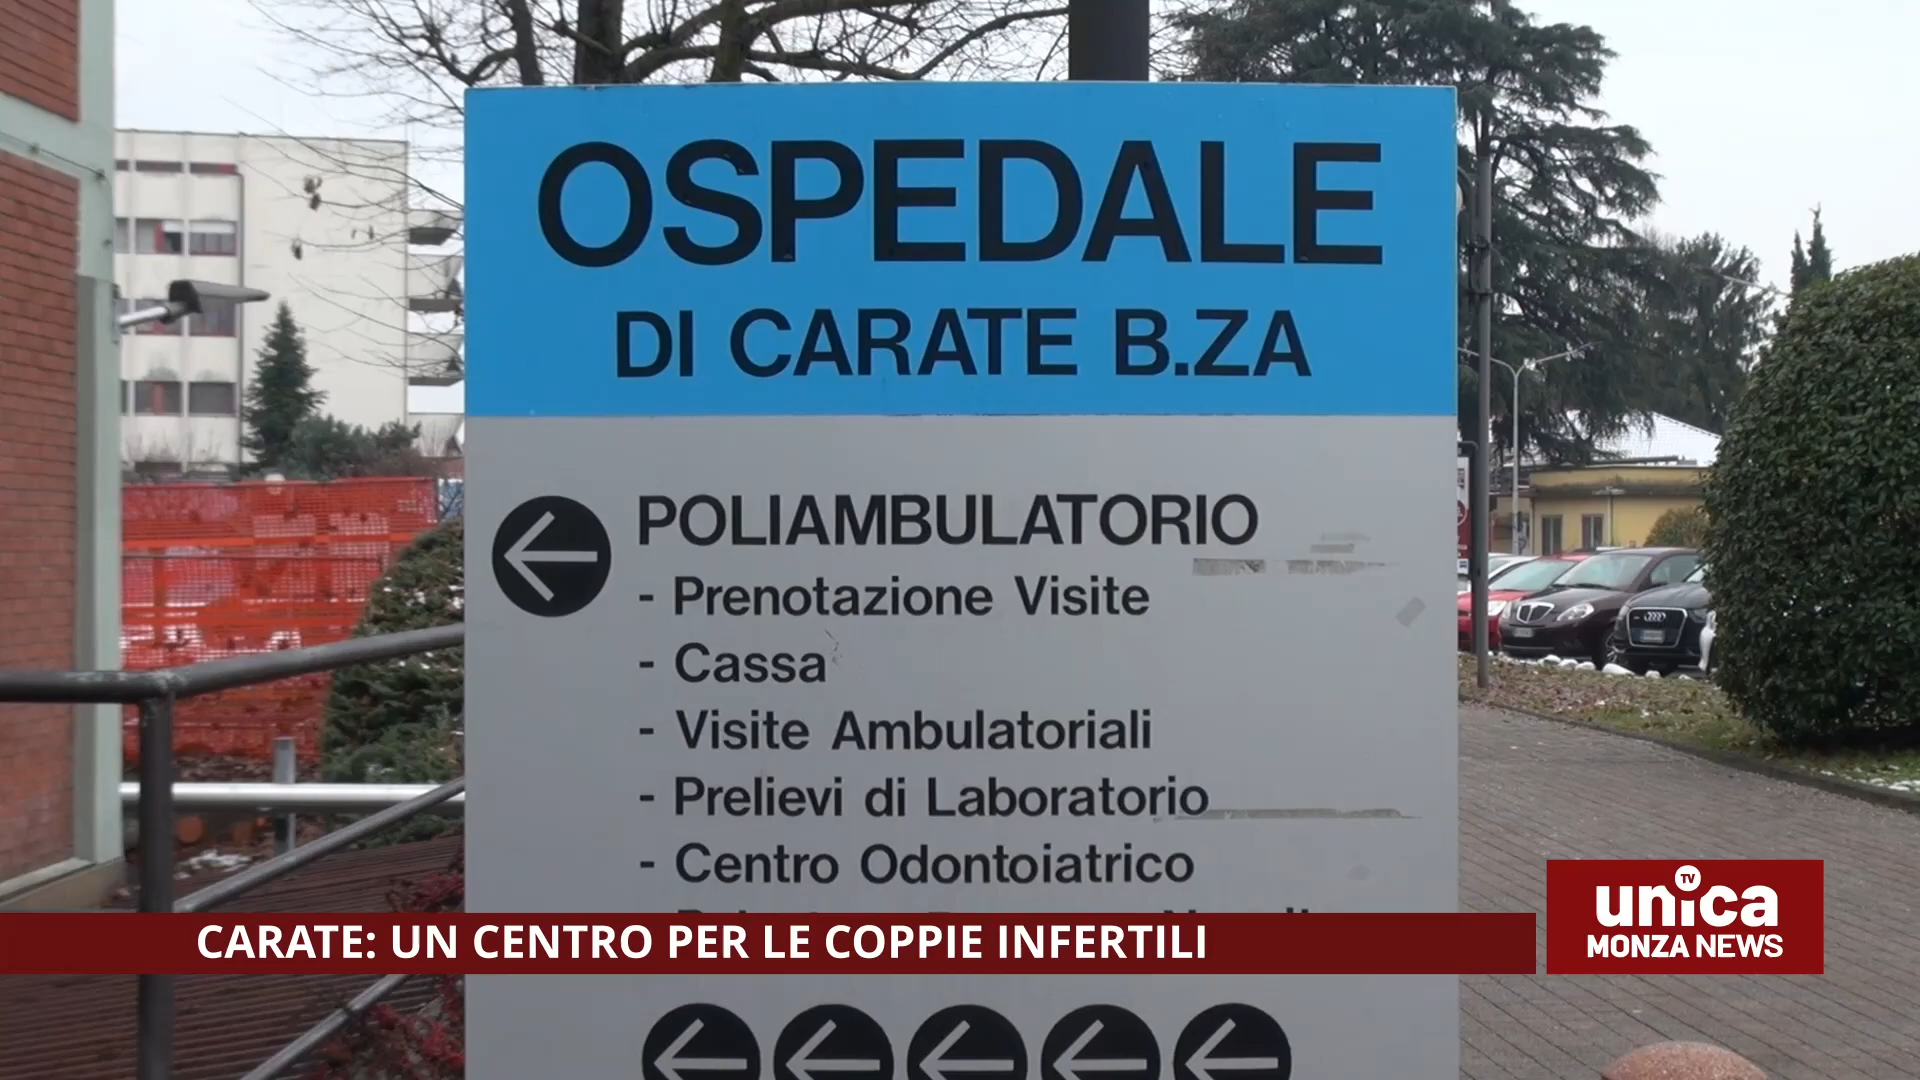 OSPEDALE
DI CARATE B.ZA
POLIAMBULATORIO
- Prenotazione Visite
- Cassa
- Visite Ambulatoriali
- Prelievi di Laboratorio
- Centro Odontoiatrico
CARATE: UN CENTRO PER LE COPPIE INFERTILI
TV
unica
MONZA NEWS